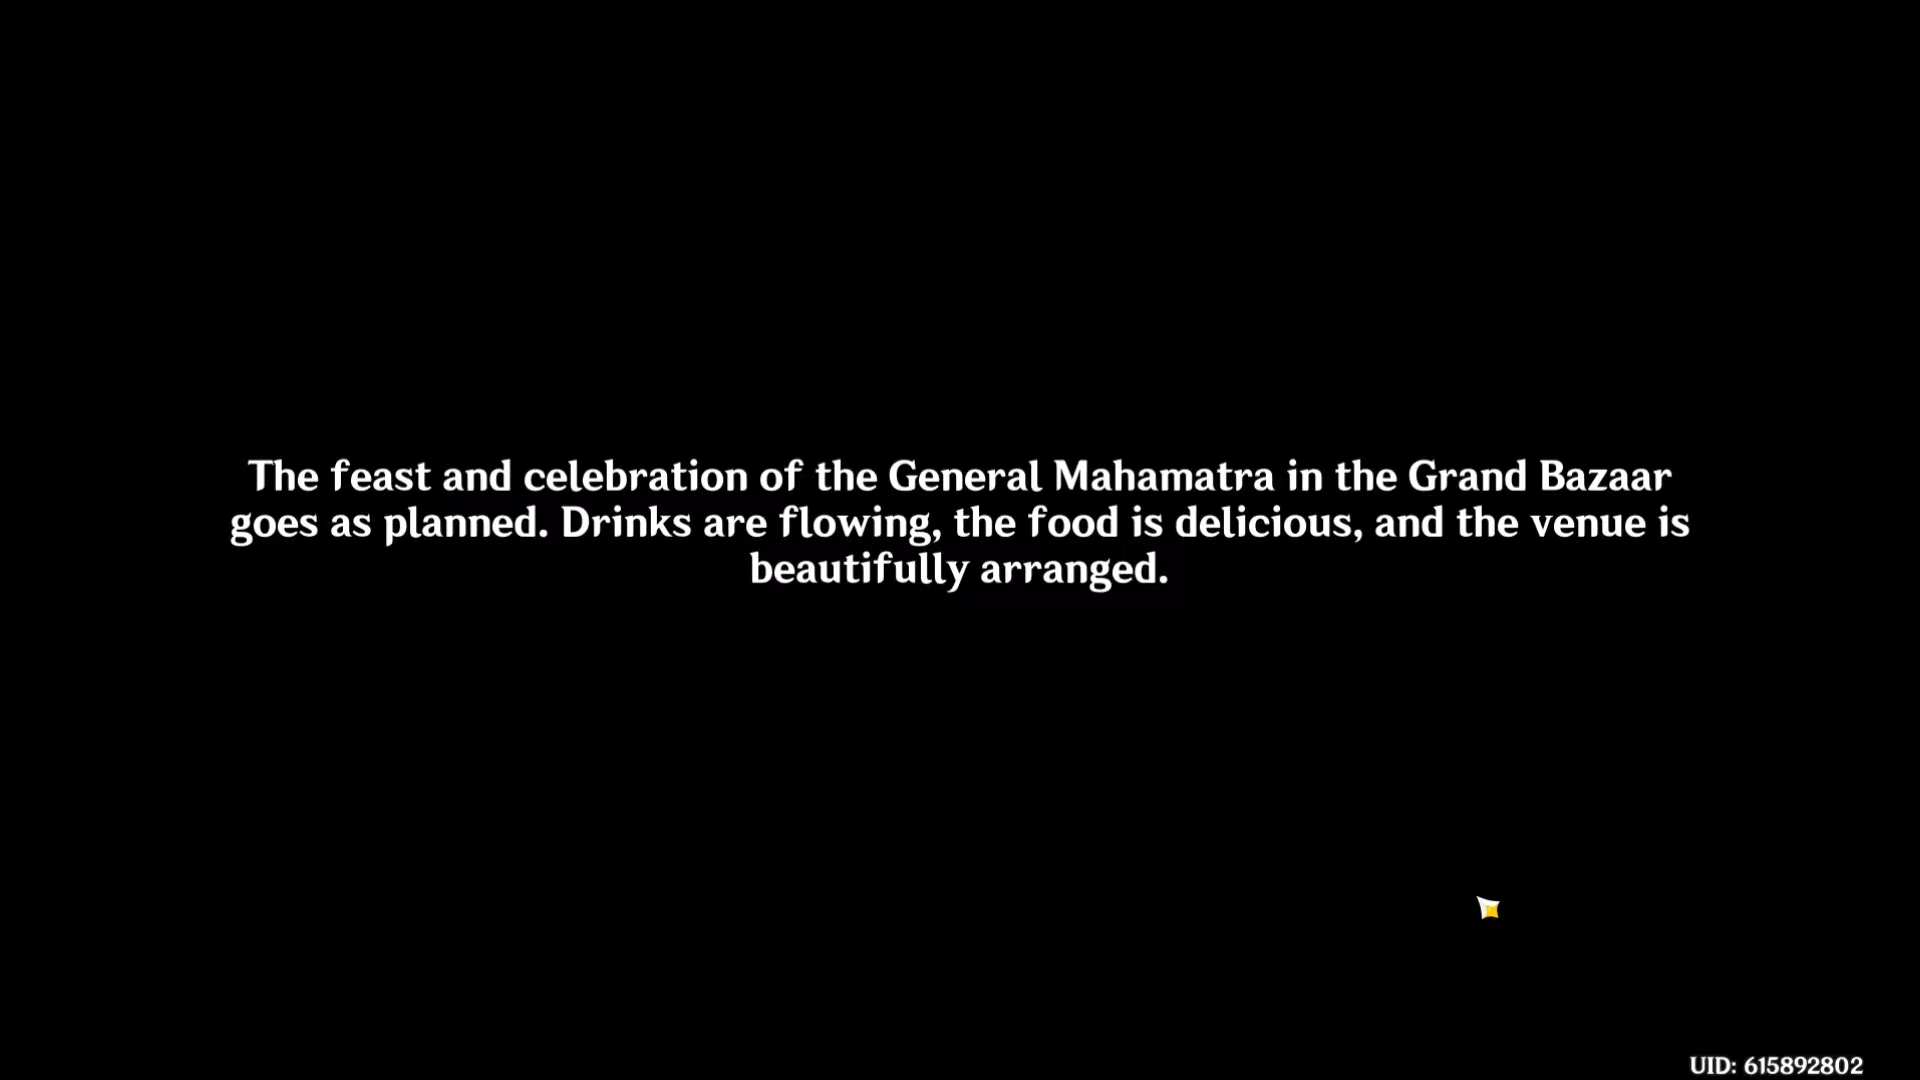 The feast and celebration of the General Mahamatra in the Grand Bazaar
goes as planned. Drinks are flowing, the food is delicious, and the venue is
beautifully arranged.
UID: 615892802